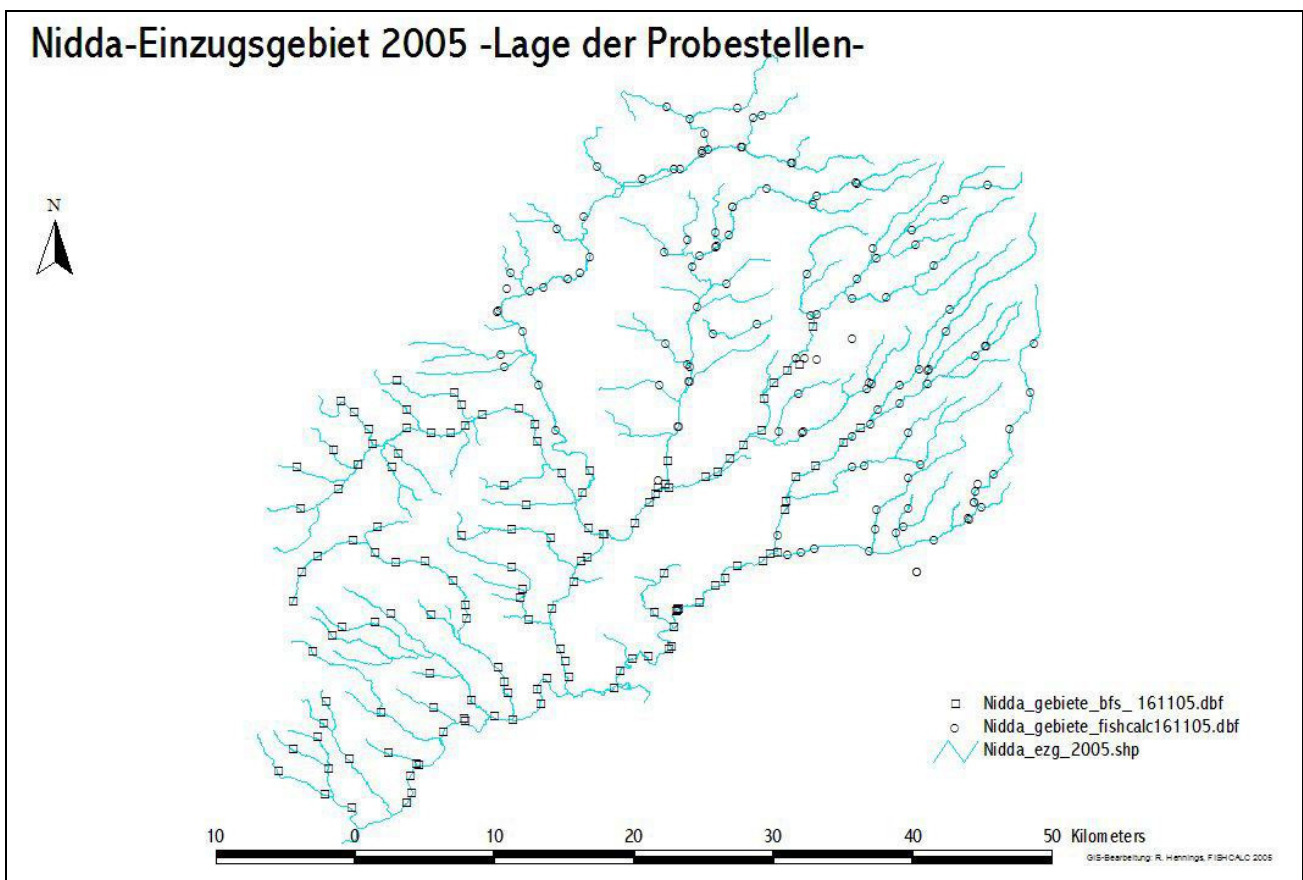 Nidda-Einzugsgebiet 2005 -Lage der Probestellen-
N
Nidda_gebiete_bfs_ 161105.dbf
Nidda_gebiete_fishcalc161105.dbf
Nidda_ezg_2005.shp
10 0 10 20 30 40 50 Kilometers
GIS-Bearbeitung: R. Hennings, FISHCALC 2005